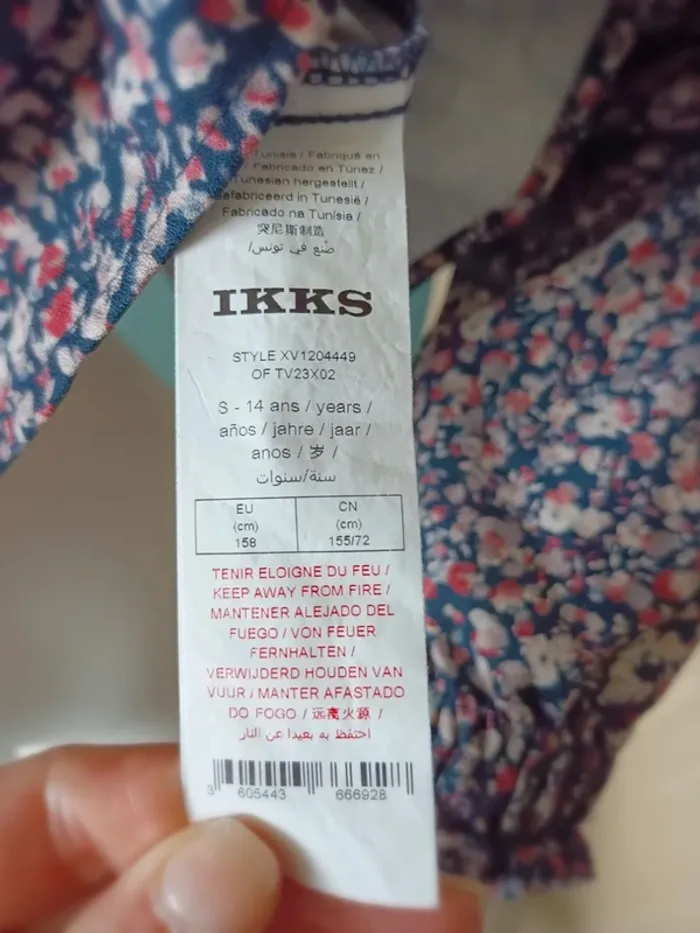 Tunisia / Fabriqué en
/ Fabricado en Tunez /
Tunesien hergestellt /
efabriceerd in Tunesië /
Fabricado na Tunísia /
突尼斯制造
صنع في تونس/
IKKS
STYLE XV1204449
OF TV23X02
S - 14 ans / years /
años / jahre / jaar /
anos / 岁 /
سنة/سنوات
EU CN
(cm) (cm)
158 155/72
TENIR ELOIGNE DU FEU /
KEEP AWAY FROM FIRE /
MANTENER ALEJADO DEL
FUEGO / VON FEUER
FERNHALTEN /
VERWIJDERD HOUDEN VAN
VUUR / MANTER AFASTADO
DO FOGO / 远离火源 /
احتفظ به بعيدا عن النار
3 605443 666928